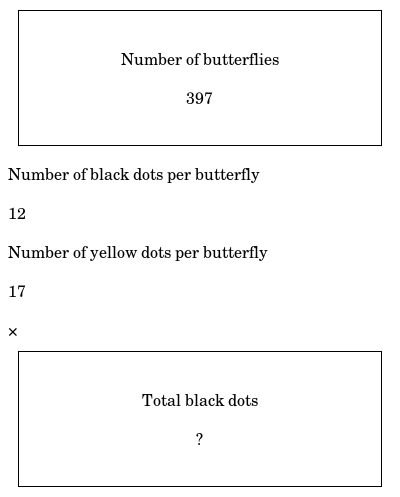 Number of butterflies
397
Number of black dots per butterfly
12
Number of yellow dots per butterfly
17
×
Total black dots
?